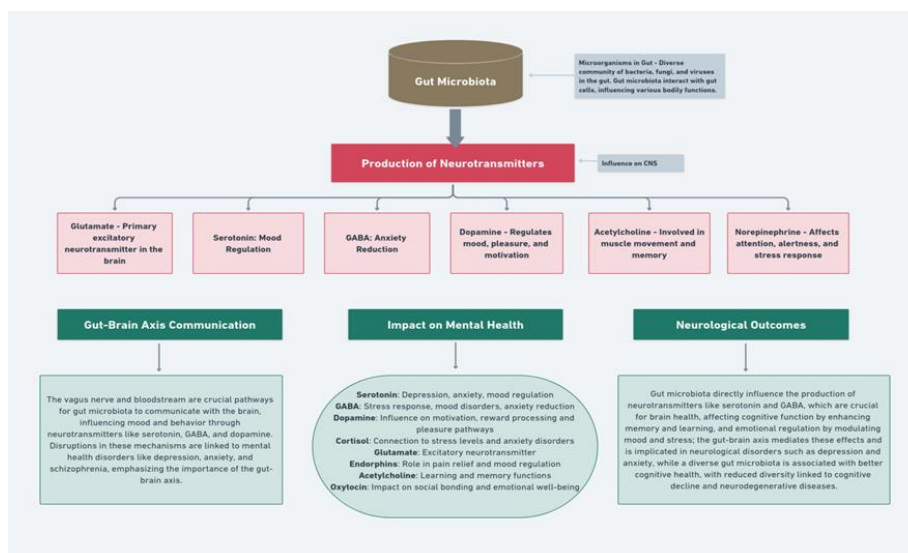 Gut Microbiota
Microorganisms in Gut - Diverse
community of bacteria, fungi, and viruses
in the gut. Gut microbiota interact with gut
cells, influencing various bodily functions.
Production of Neurotransmitters
Influence on CNS
Glutamate - Primary
excitatory
neurotransmitter in the
brain
Serotonin: Mood
Regulation
GABA: Anxiety
Reduction
Dopamine - Regulates
mood, pleasure, and
motivation
Acetylcholine - Involved in
muscle movement and
memory
Norepinephrine - Affects
attention, alertness, and
stress response
Gut-Brain Axis Communication
The vagus nerve and bloodstream are crucial pathways
for gut microbiota to communicate with the brain,
influencing mood and behavior through
neurotransmitters like serotonin, GABA, and dopamine.
Disruptions in these mechanisms are linked to mental
health disorders like depression, anxiety, and
schizophrenia, emphasizing the importance of the gut-
brain axis.
Impact on Mental Health
Serotonin: Depression, anxiety, mood regulation
GABA: Stress response, mood disorders, anxiety reduction
Dopamine: Influence on motivation, reward processing and
pleasure pathways
Cortisol: Connection to stress levels and anxiety disorders
Glutamate: Excitatory neurotransmitter
Endorphins: Role in pain relief and mood regulation
Acetylcholine: Learning and memory functions
Oxytocin: Impact on social bonding and emotional well-being
Neurological Outcomes
Gut microbiota directly influence the production of
neurotransmitters like serotonin and GABA, which are crucial
for brain health, affecting cognitive function by enhancing
memory and learning, and emotional regulation by modulating
mood and stress; the gut-brain axis mediates these effects and
is implicated in neurological disorders such as depression and
anxiety, while a diverse gut microbiota is associated with better
cognitive health, with reduced diversity linked to cognitive
decline and neurodegenerative diseases.